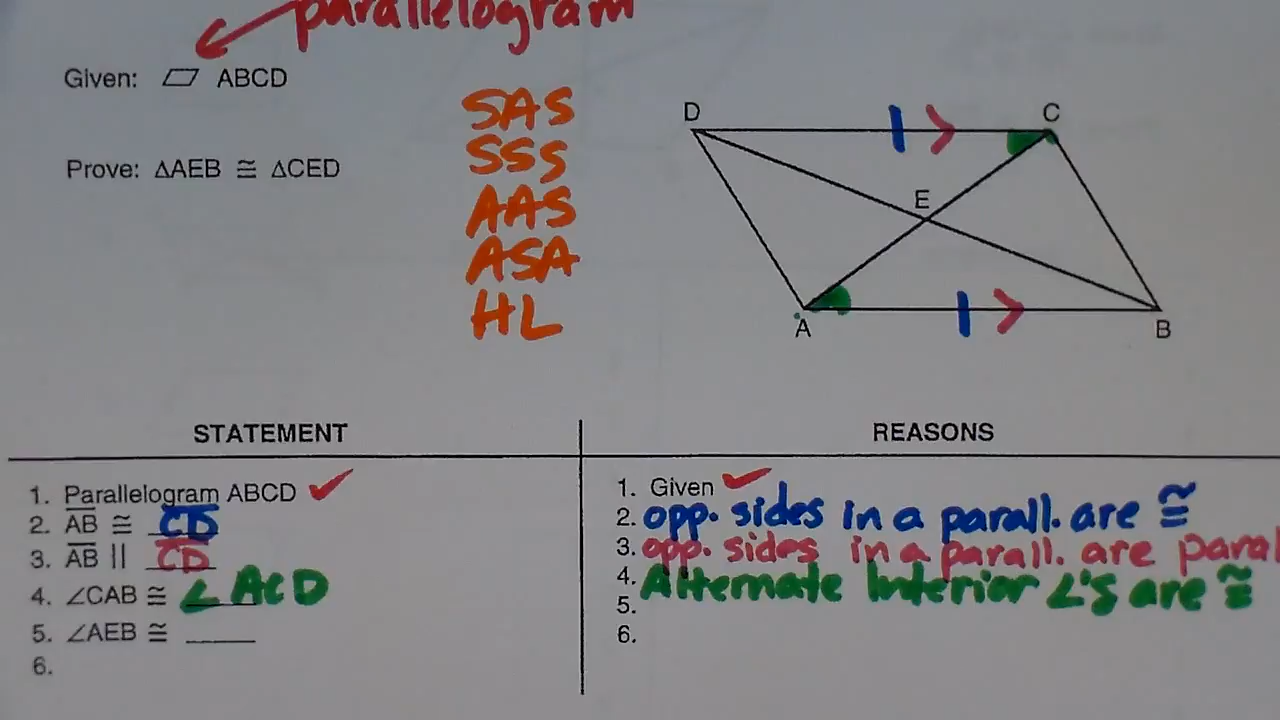 parallelogram
Given: ▱ ABCD
Prove: ΔAEB ≅ ΔCED
SAS
SSS
AAS
ASA
HL
D
C
E
A
B
STATEMENT
1. Parallelogram ABCD ✓
2. AB ≅ CD
3. AB || CD
4. ∠CAB ≅ ∠ACD
5. ∠AEB ≅ ____
6.
REASONS
1. Given ✓
2. opp. sides in a parall. are ≅
3. opp. sides in a parall. are paral
4. Alternate Interior ∠'s are ≅
5.
6.